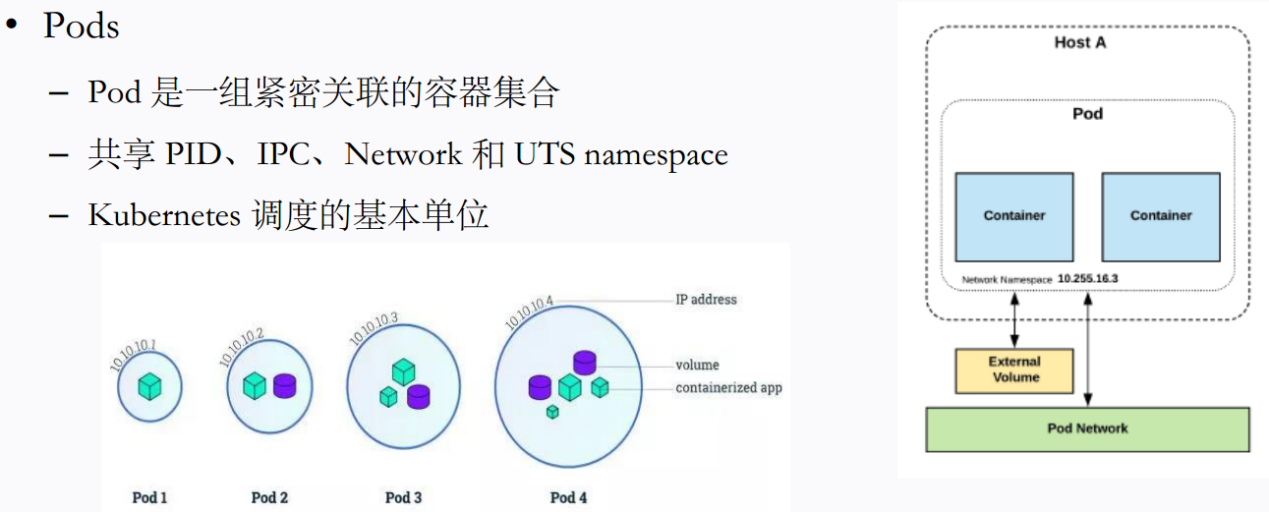 • Pods
– Pod 是一组紧密关联的容器集合
– 共享 PID、IPC、Network 和 UTS namespace
– Kubernetes 调度的基本单位
10.10.10.1
10.10.10.2
10.10.10.3
10.10.10.4
IP address
volume
containerized app
Pod 1
Pod 2
Pod 3
Pod 4
Host A
Pod
Container
Container
Network Namespace 10.255.16.3
External
Volume
Pod Network